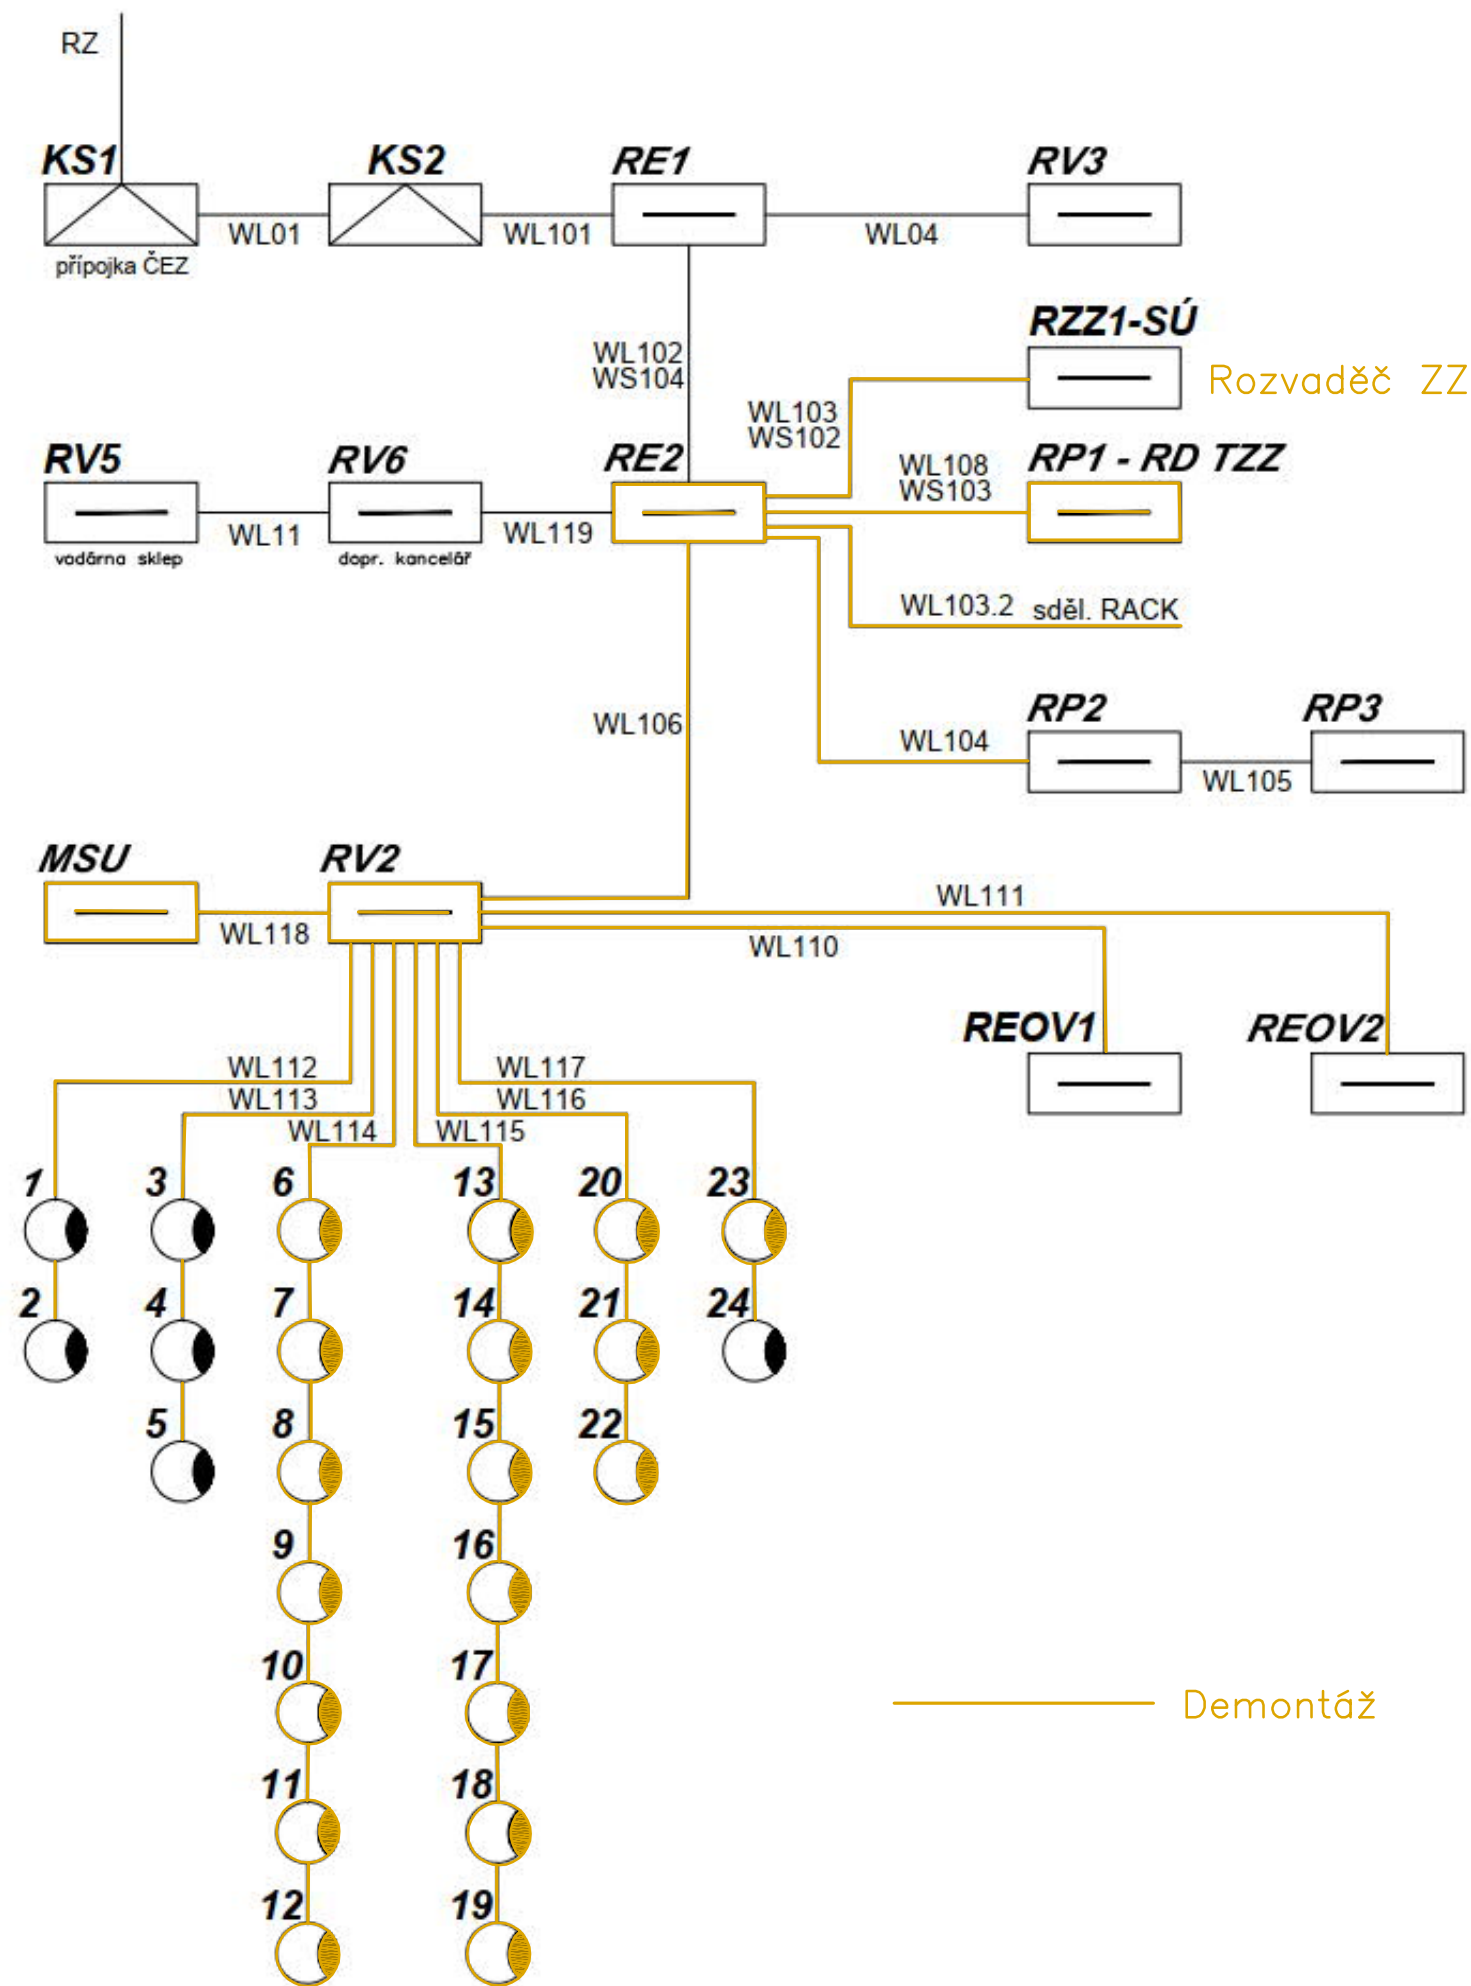 RZ
KS1
KS2
RE1
RV3
WL01
WL101
WL04
přípojka ČEZ
RZZ1-SÚ
WL102
WS104
Rozvaděč ZZ
WL103
WS102
RV5
RV6
RE2
WL108
WS103
RP1 - RD TZZ
WL11
WL119
vodárna sklep
dopr. kancelář
WL103.2
sděl. RACK
WL106
RP2
RP3
WL104
WL105
MSU
RV2
WL111
WL118
WL110
REOV1
REOV2
WL112
WL117
WL113
WL116
WL114
WL115
1
3
6
13
20
23
2
4
7
14
21
24
5
8
15
22
9
16
10
17
Demontáž
11
18
12
19